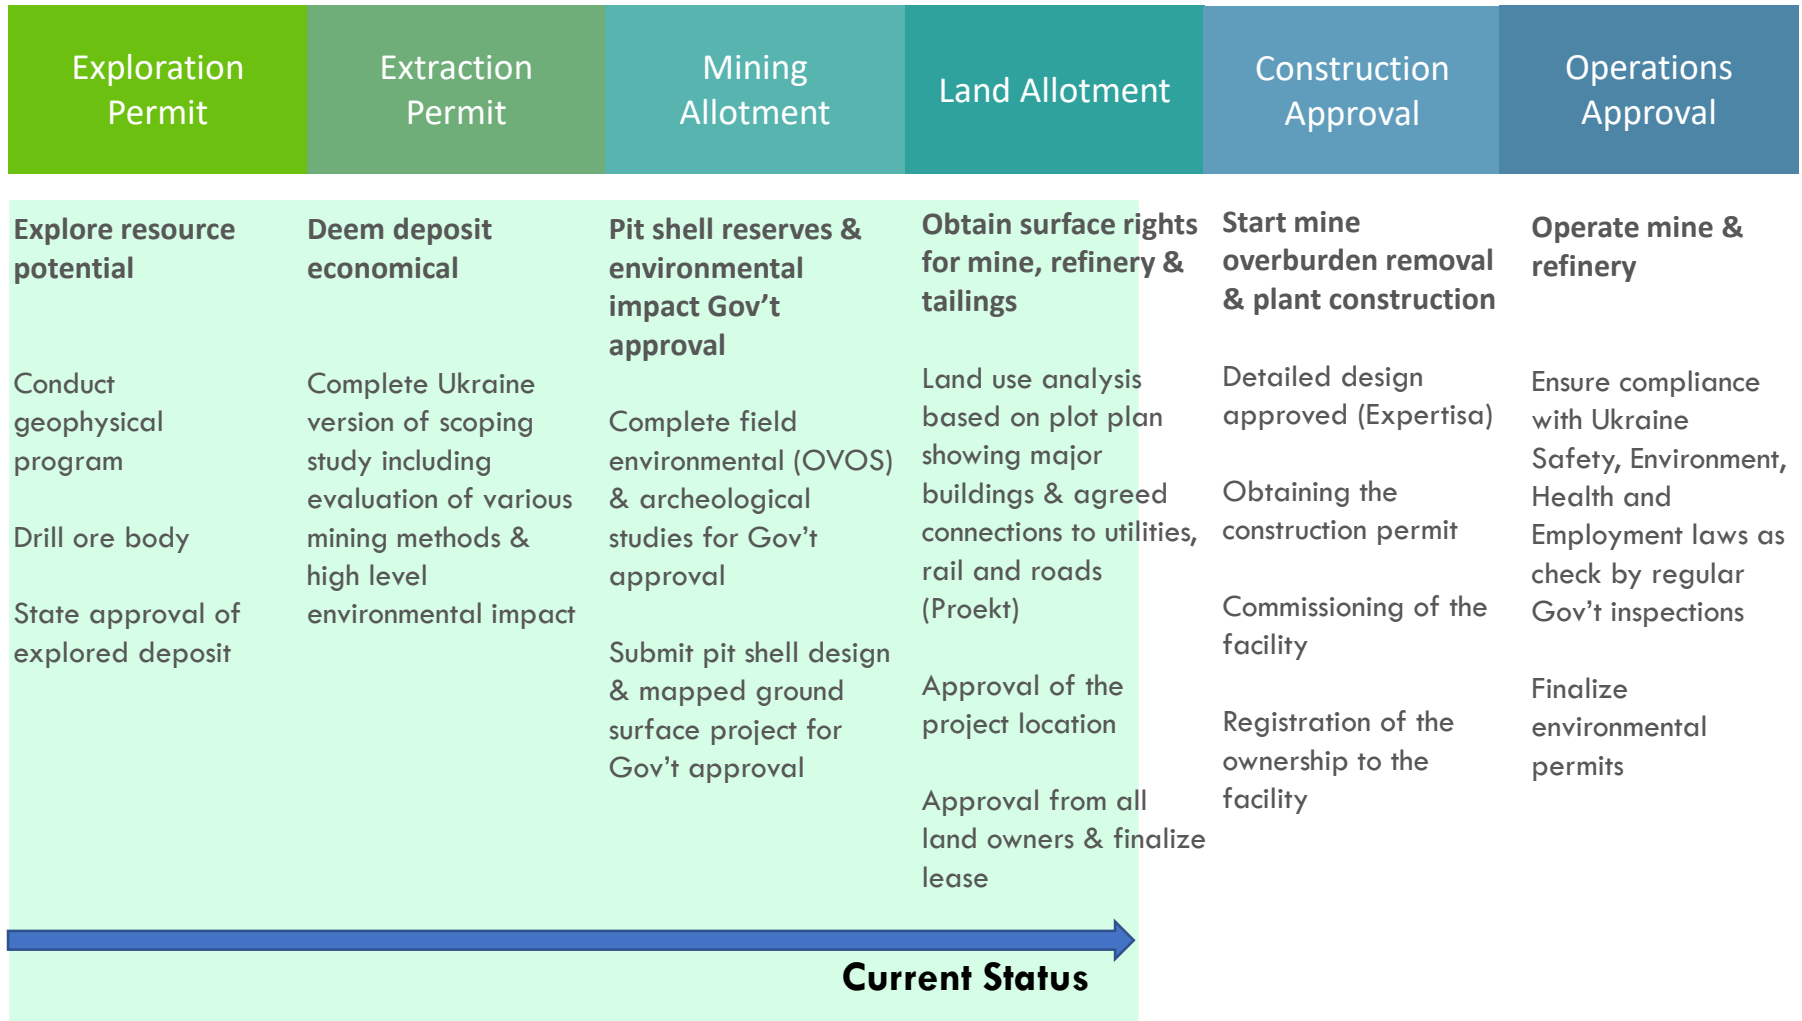 Exploration
Permit
Extraction
Permit
Mining
Allotment
Land Allotment
Construction
Approval
Operations
Approval
Explore resource
potential
Conduct
geophysical
program
Drill ore body
State approval of
explored deposit
Deem deposit
economical
Complete Ukraine
version of scoping
study including
evaluation of various
mining methods &
high level
environmental impact
Pit shell reserves &
environmental
impact Gov't
approval
Complete field
environmental (OVOS)
& archeological
studies for Gov't
approval
Submit pit shell design
& mapped ground
surface project for
Gov't approval
Obtain surface rights
for mine, refinery &
tailings
Land use analysis
based on plot plan
showing major
buildings & agreed
connections to utilities,
rail and roads
(Proekt)
Approval of the
project location
Approval from all
land owners & finalize
lease
Start mine
overburden removal
& plant construction
Detailed design
approved (Expertisa)
Obtaining the
construction permit
Commissioning of the
facility
Registration of the
ownership to the
facility
Operate mine &
refinery
Ensure compliance
with Ukraine
Safety, Environment,
Health and
Employment laws as
check by regular
Gov't inspections
Finalize
environmental
permits
Current Status